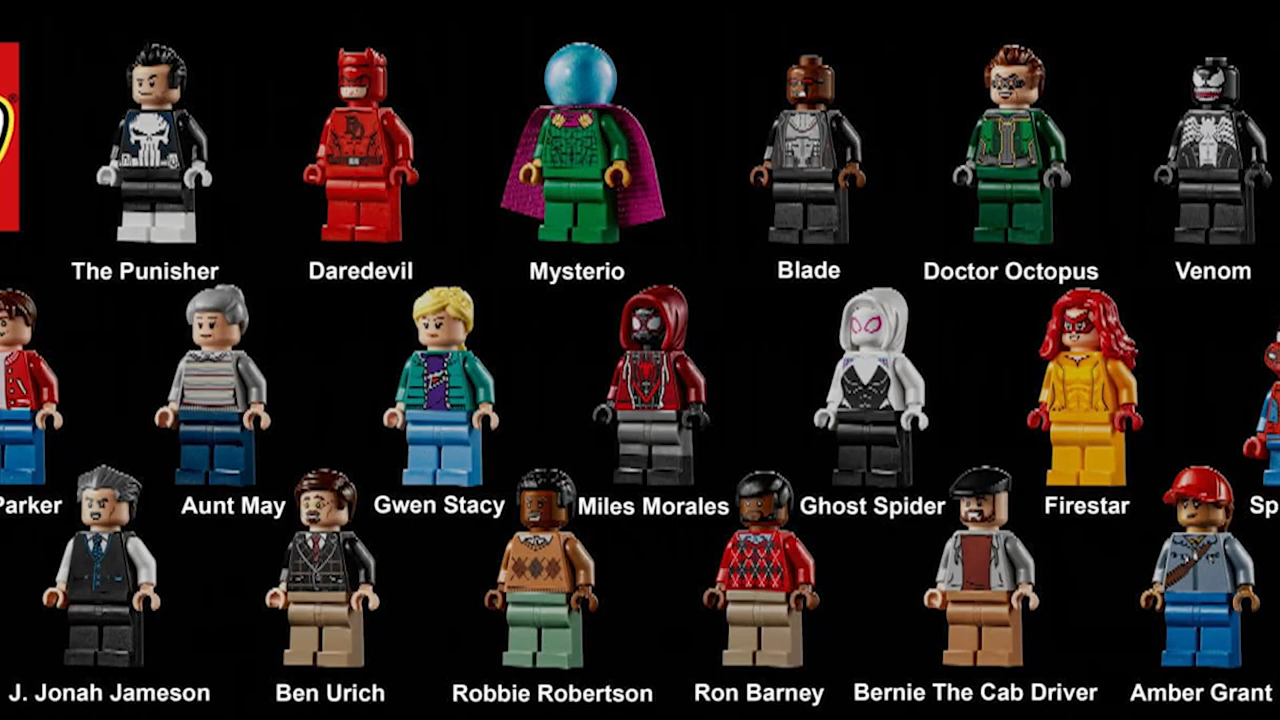 The Punisher Daredevil Mysterio Blade Doctor Octopus Venom
Parker Aunt May Gwen Stacy Miles Morales Ghost Spider Firestar Sp
J. Jonah Jameson Ben Urich Robbie Robertson Ron Barney Bernie The Cab Driver Amber Grant